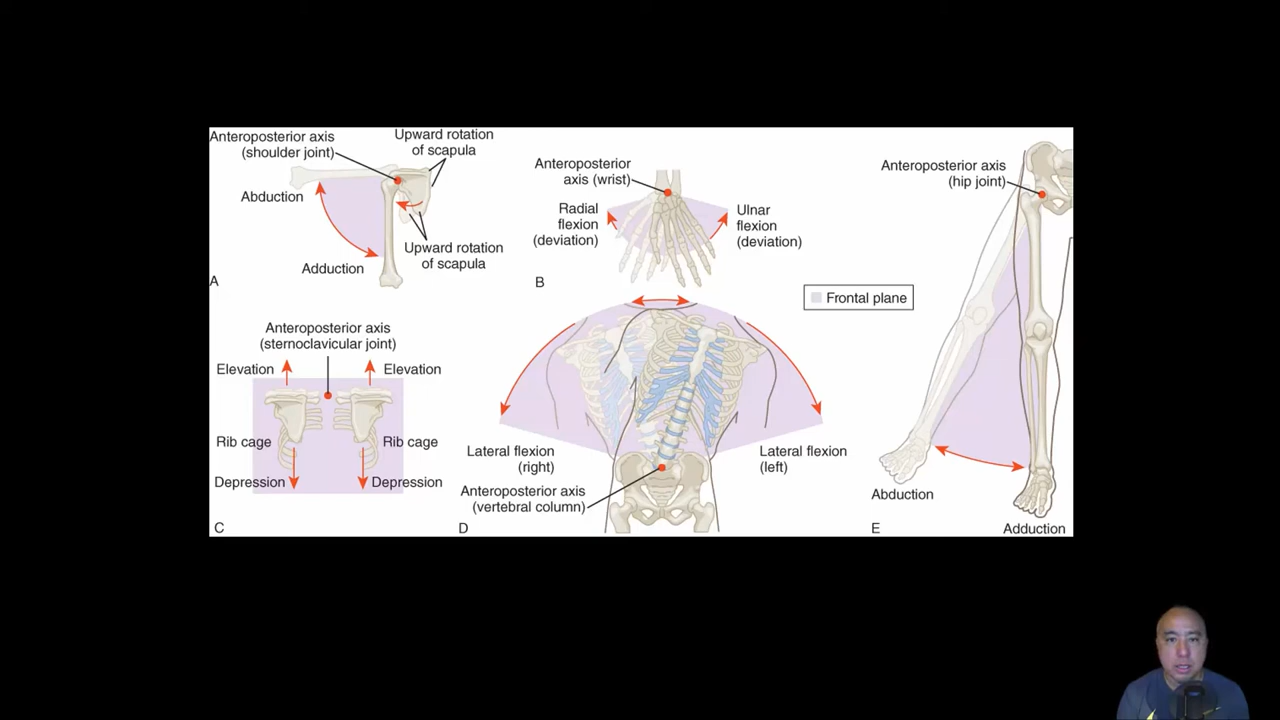 Anteroposterior axis
(shoulder joint)
Upward rotation
of scapula
Abduction
Upward rotation
of scapula
Adduction
A
Anteroposterior
axis (wrist)
Radial
flexion
(deviation)
Ulnar
flexion
(deviation)
B
Anteroposterior axis
(hip joint)
Frontal plane
Anteroposterior axis
(sternoclavicular joint)
Elevation
Elevation
Rib cage
Rib cage
Depression
Depression
C
Lateral flexion
(right)
Lateral flexion
(left)
Anteroposterior axis
(vertebral column)
D
Abduction
E
Adduction